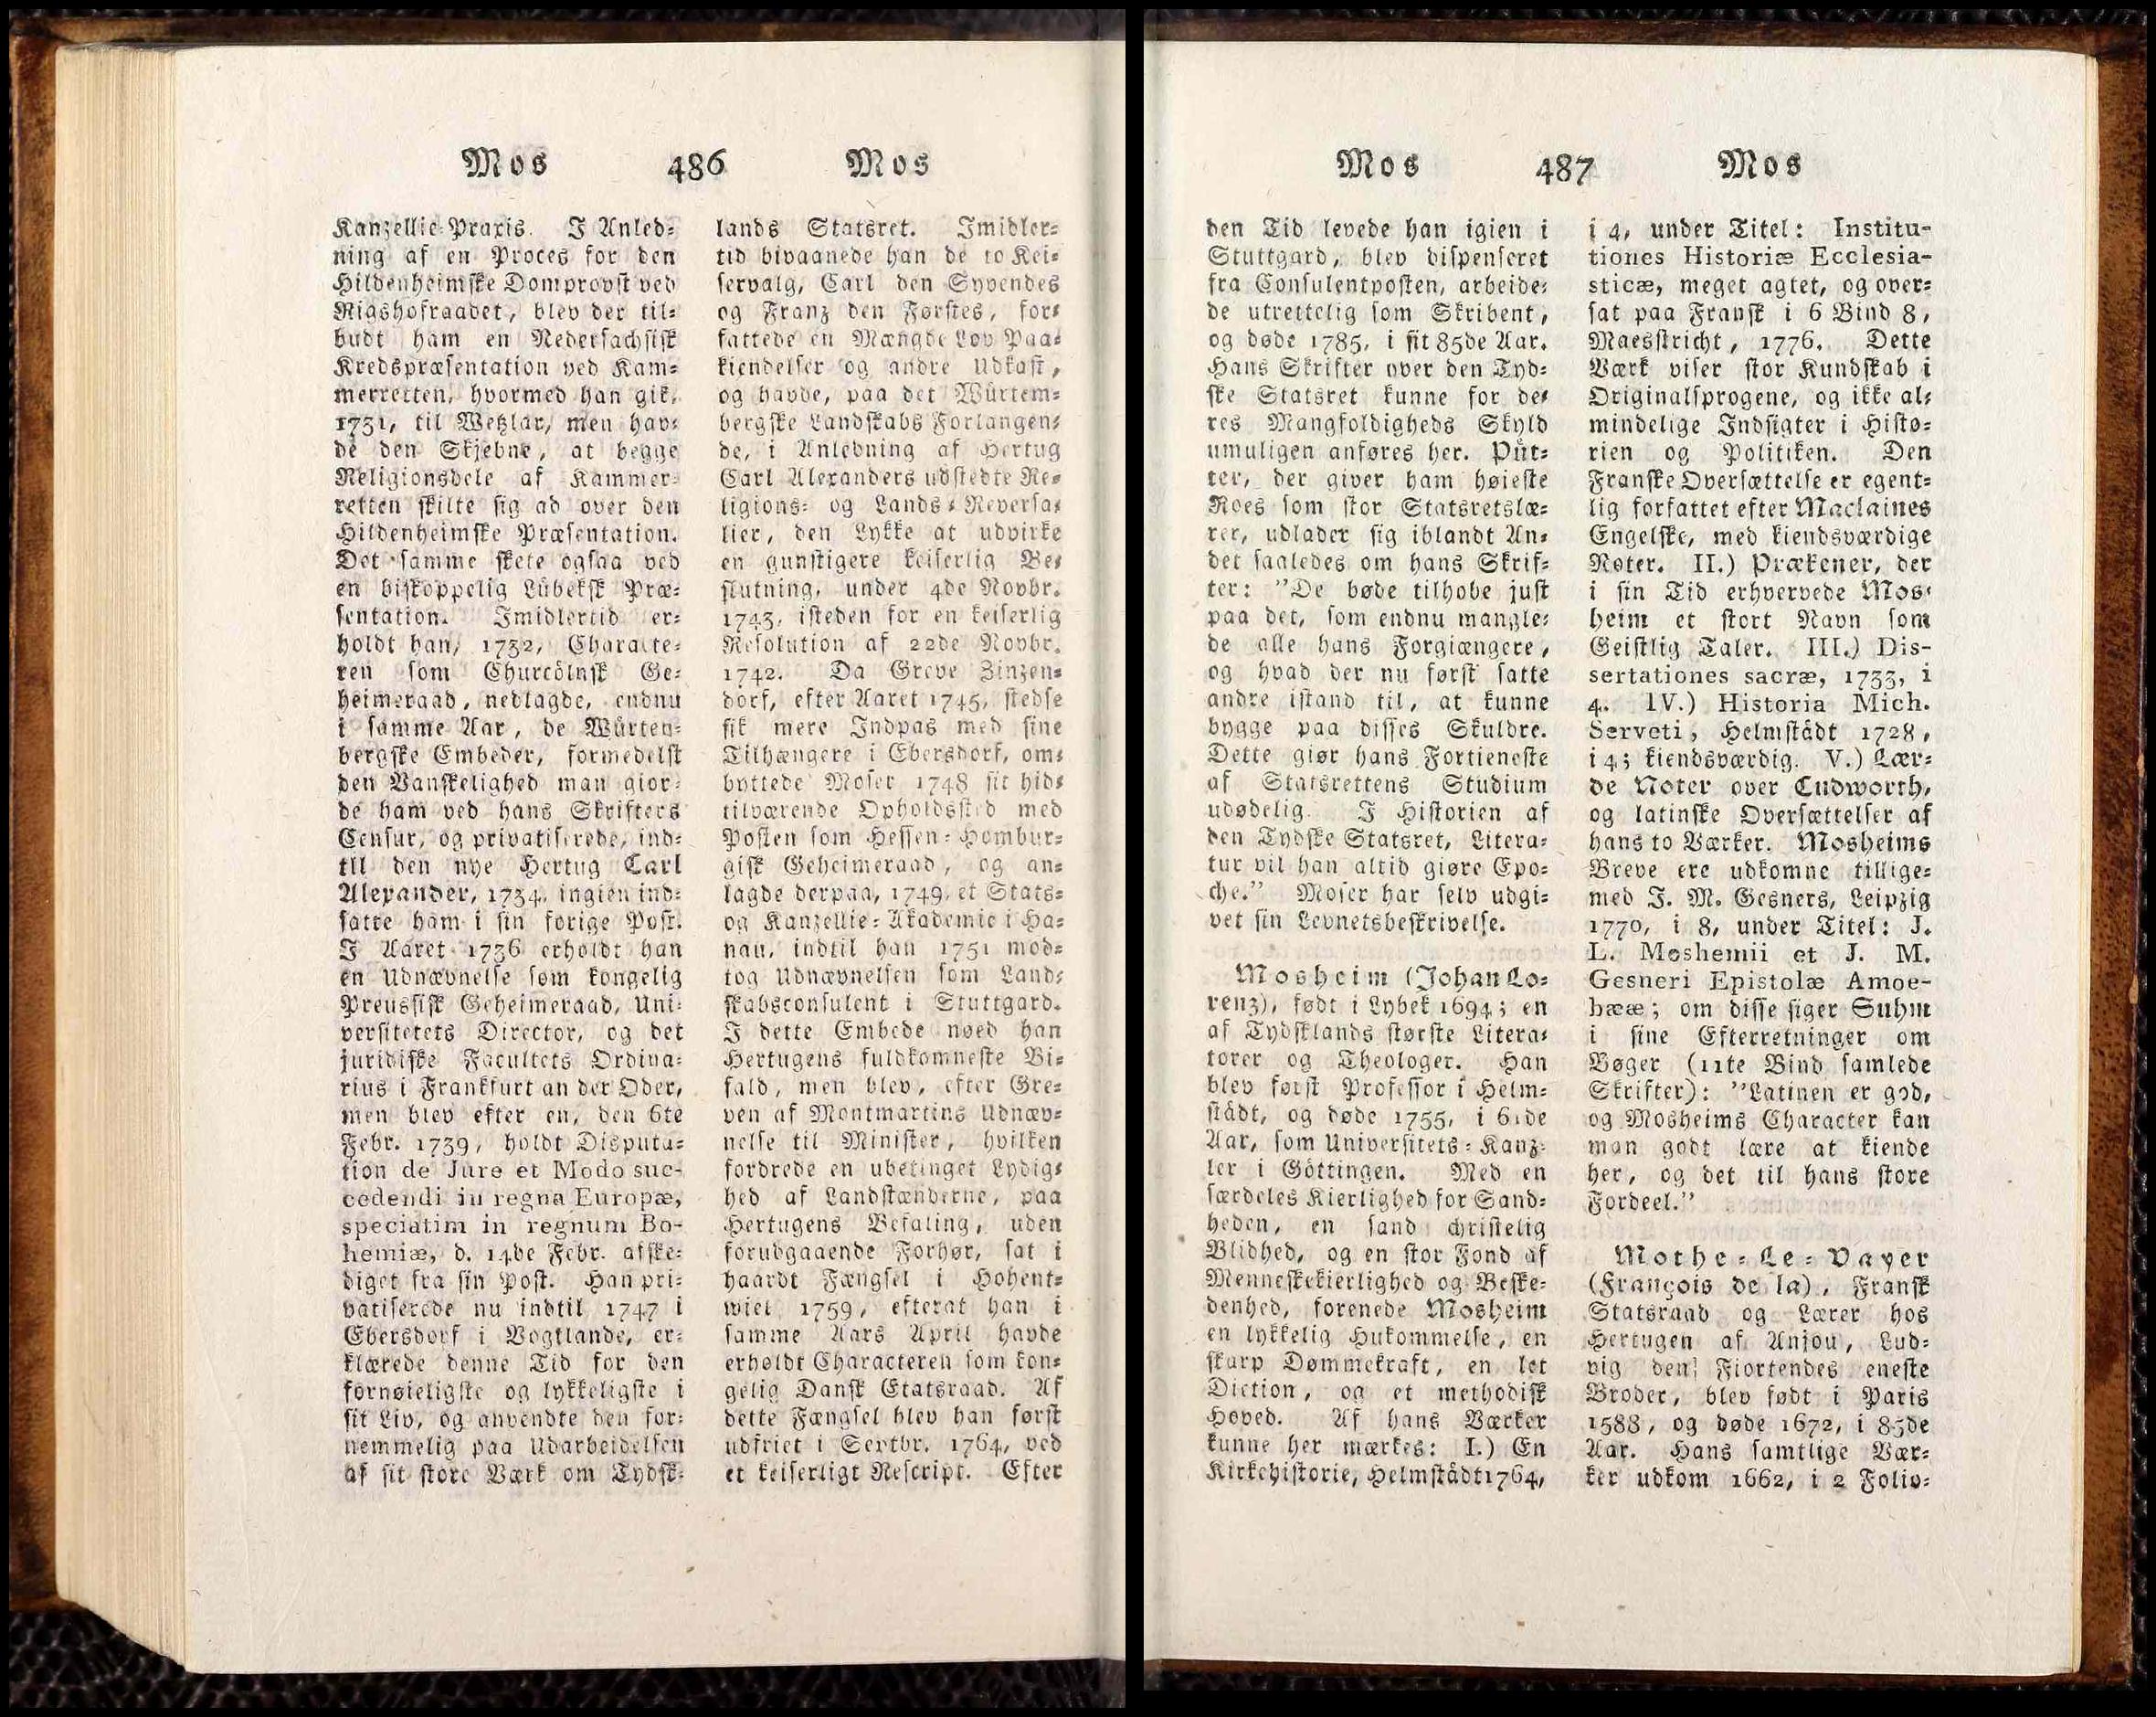 Mos 486 Mos
Kanzellie-Praxis. I Anled-
ning af en Proces for den
Hildenheimske Domprovst ved
Rigshofraadet, blev der til-
budt ham en Nedersachsisk
Kredspræsentation ved Kam-
merretten, hvormed han gik,
1731, til Wetzlar, men hav-
de den Skjebne, at begge
Religionsdele af Kammer-
retten skilte sig ad over den
Hildenheimske Præsentation.
Det samme skete ogsaa ved
en biskoppelig Lübeksk Præ-
sentation. Imidlertid er-
holdt han, 1732, Characte-
ren som Churcölnsk Ge-
heimeraad, nedlagde, endnu
i samme Aar, de Würten-
bergske Embeder, formedelst
den Vanskelighed man gior-
de ham ved hans Skrifters
Censur, og privatiserede, ind-
til den nye Hertug Carl
Alexander, 1734, ingien ind-
satte ham i sin forige Post.
I Aaret 1736 erholdt han
en Udnævnelse som kongelig
Preussisk Geheimeraad, Uni-
versitetets Director, og det
juridiske Facultets Ordina-
rius i Frankfurt an der Oder,
men blev efter en, den 6te
Febr. 1739, holdt Disputa-
tion de Jure et Modo suc-
cedendi in regna Europæ,
speciatim in regnum Bo-
hemiæ, d. 14de Febr. afske-
diget fra sin Post. Han pri-
vatiserede nu indtil 1747 i
Ebersdorf i Vogtlande, er-
klærede denne Tid for den
fornøieligste og lykkeligste i
sit Liv, og anvendte den for-
nemmelig paa Udarbeidelsen
af sit store Værk om Tydsk-
lands Statsret. Imidler-
tid bivaanede han de to Kei-
servalg, Carl den Syvendes
og Franz den Førstes, for-
fattede en Mængde Lov Paa-
kiendelser og andre Udkast,
og havde, paa det Würtem-
bergske Landskabs Forlangen-
de, i Anledning af Hertug
Carl Alexanders udstedte Re-
ligions- og Lands-Reversa-
lier, den Lykke at udvirke
en gunstigere keiserlig Be-
slutning, under 4de Novbr.
1743, isteden for en keiserlig
Resolution af 22de Novbr.
1742. Da Greve Zinzen-
dorf, efter Aaret 1745, stedse
fik mere Indpas med sine
Tilhængere i Ebersdorf, om-
byttede Moser 1748 sit hid-
tilværende Opholdssted med
Posten som Hessen-Hombur-
gisk Geheimeraad, og an-
lagde derpaa, 1749, et Stats-
og Kanzellie-Akademie i Ha-
nau, indtil han 1751 mod-
tog Udnævnelsen som Land-
skabsconsulent i Stuttgard.
I dette Embede nøed han
Hertugens fuldkomneste Bi-
fald, men blev, efter Gre-
ven af Montmartins Udnæv-
nelse til Minister, hvilken
fordrede en ubetinget Lydig-
hed af Landstænderne, paa
Hertugens Befaling, uden
forudgaaende Forhør, sat i
haardt Fængsel i Hohent-
wiel 1759, efterat han i
samme Aars April havde
erholdt Characteren som kon-
gelig Dansk Etatsraad. Af
dette Fængsel blev han først
udfriet i Septbr. 1764, ved
et keiserligt Rescript. Efter
Mos 487 Mos
den Tid levede han igien i
Stuttgard, blev dispenseret
fra Consulentposten, arbeide-
de utrettelig som Skribent,
og døde 1785, i sit 85de Aar.
Hans Skrifter over den Tyd-
ske Statsret kunne for de-
res Mangfoldigheds Skyld
umuligen anføres her. Püt-
ter, der giver ham høieste
Roes som stor Statsretslæ-
rer, udlader sig iblandt An-
det saaledes om hans Skrif-
ter: "De bøde tilhobe just
paa det, som endnu mangle-
de alle hans Forgiængere,
og hvad der nu først satte
andre istand til, at kunne
bygge paa disses Skuldre.
Dette giør hans Fortieneste
af Statsrettens Studium
udødelig. I Historien af
den Tydske Statsret, Litera-
tur vil han altid giøre Epo-
che." Moser har selv udgi-
vet sin Levnetsbeskrivelse.
Mosheim (Johan Lo-
renz), født i Lybek 1694; en
af Tydsklands største Litera-
torer og Theologer. Han
blev først Professor i Helm-
städt, og døde 1755, i 61de
Aar, som Universitets-Kanz-
ler i Göttingen. Med en
særdeles Kierlighed for Sand-
heden, en sand christelig
Blidhed, og en stor Fond af
Menneskekierlighed og Beske-
denhed, forenede Mosheim
en lykkelig Hukommelse, en
skarp Dømmekraft, en let
Diction, og et methodisk
Hoved. Af hans Værker
kunne her mærkes: I.) En
Kirkehistorie, Helmstädt 1764,
i 4, under Titel: Institu-
tiones Historiæ Ecclesia-
sticæ, meget agtet, og over-
sat paa Fransk i 6 Bind 8,
Maesstricht, 1776. Dette
Værk viser stor Kundskab i
Originalsprogene, og ikke al-
mindelige Indsigter i Histo-
rien og Politiken. Den
Franske Oversættelse er egent-
lig forfattet efter Maclaines
Engelske, med kiendsværdige
Noter. II.) Prækener, der
i sin Tid erhvervede Mos-
heim et stort Navn som
Geistlig Taler. III.) Dis-
sertationes sacræ, 1733, i
4. IV.) Historia Mich.
Serveti, Helmstädt 1728,
i 4; kiendsværdig. V.) Lær-
de Noter over Cudworth,
og latinske Oversættelser af
hans to Værker. Mosheims
Breve ere udkomne tillige-
med J. M. Gesners, Leipzig
1770, i 8, under Titel: J.
L. Moshemii et J. M.
Gesneri Epistolæ Amoe-
bææ; om disse siger Suhm
i sine Efterretninger om
Bøger (11te Bind samlede
Skrifter): "Latinen er god,
og Mosheims Character kan
man godt lære at kiende
her, og det til hans store
Fordeel."
Mothe-Le-Vayer
(François de la), Fransk
Statsraad og Lærer hos
Hertugen af Anjou, Lud-
vig den Fiortendes eneste
Broder, blev født i Paris
1588, og døde 1672, i 85de
Aar. Hans samtlige Vær-
ker udkom 1662, i 2 Folio-